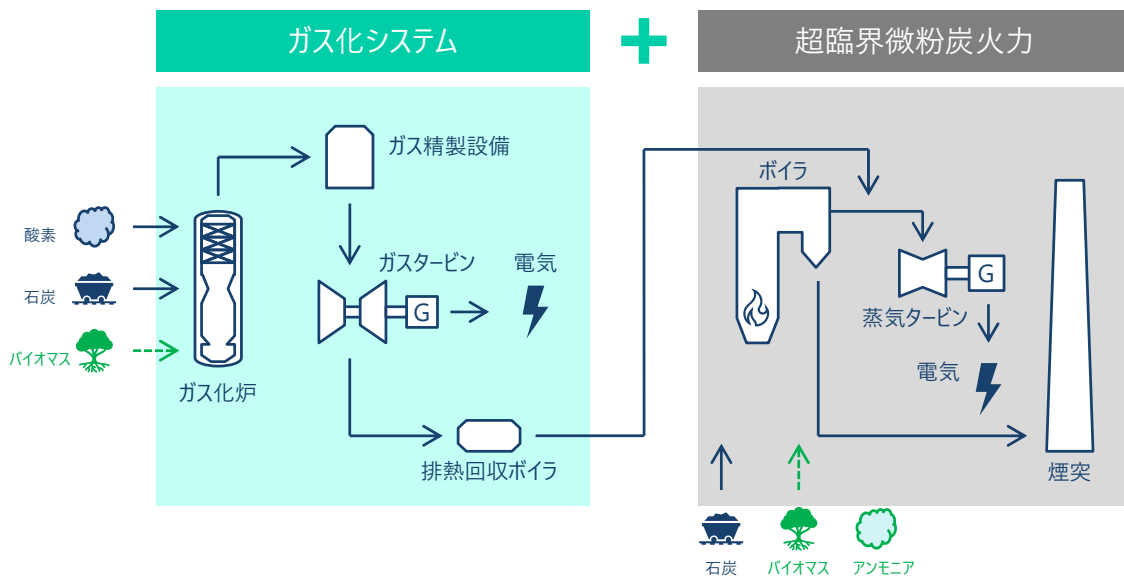 ガス化システム
+
超臨界微粉炭火力
ガス精製設備
ボイラ
酸素
ガスタービン
電気
G
G
石炭
蒸気タービン
バイオマス
電気
ガス化炉
排熱回収ボイラ
煙突
石炭
バイオマス
アンモニア